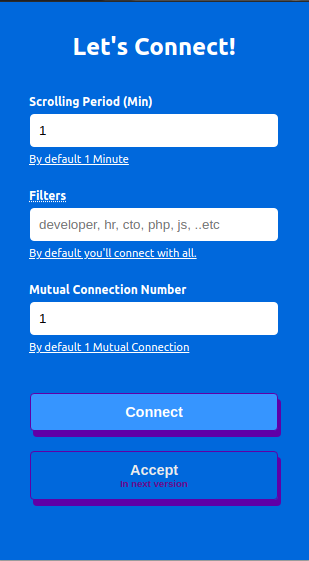 Let's Connect!
Scrolling Period (Min)
1
By default 1 Minute
Filters
developer, hr, cto, php, js, ..etc
By default you'll connect with all.
Mutual Connection Number
1
By default 1 Mutual Connection
Connect
Accept
In next version